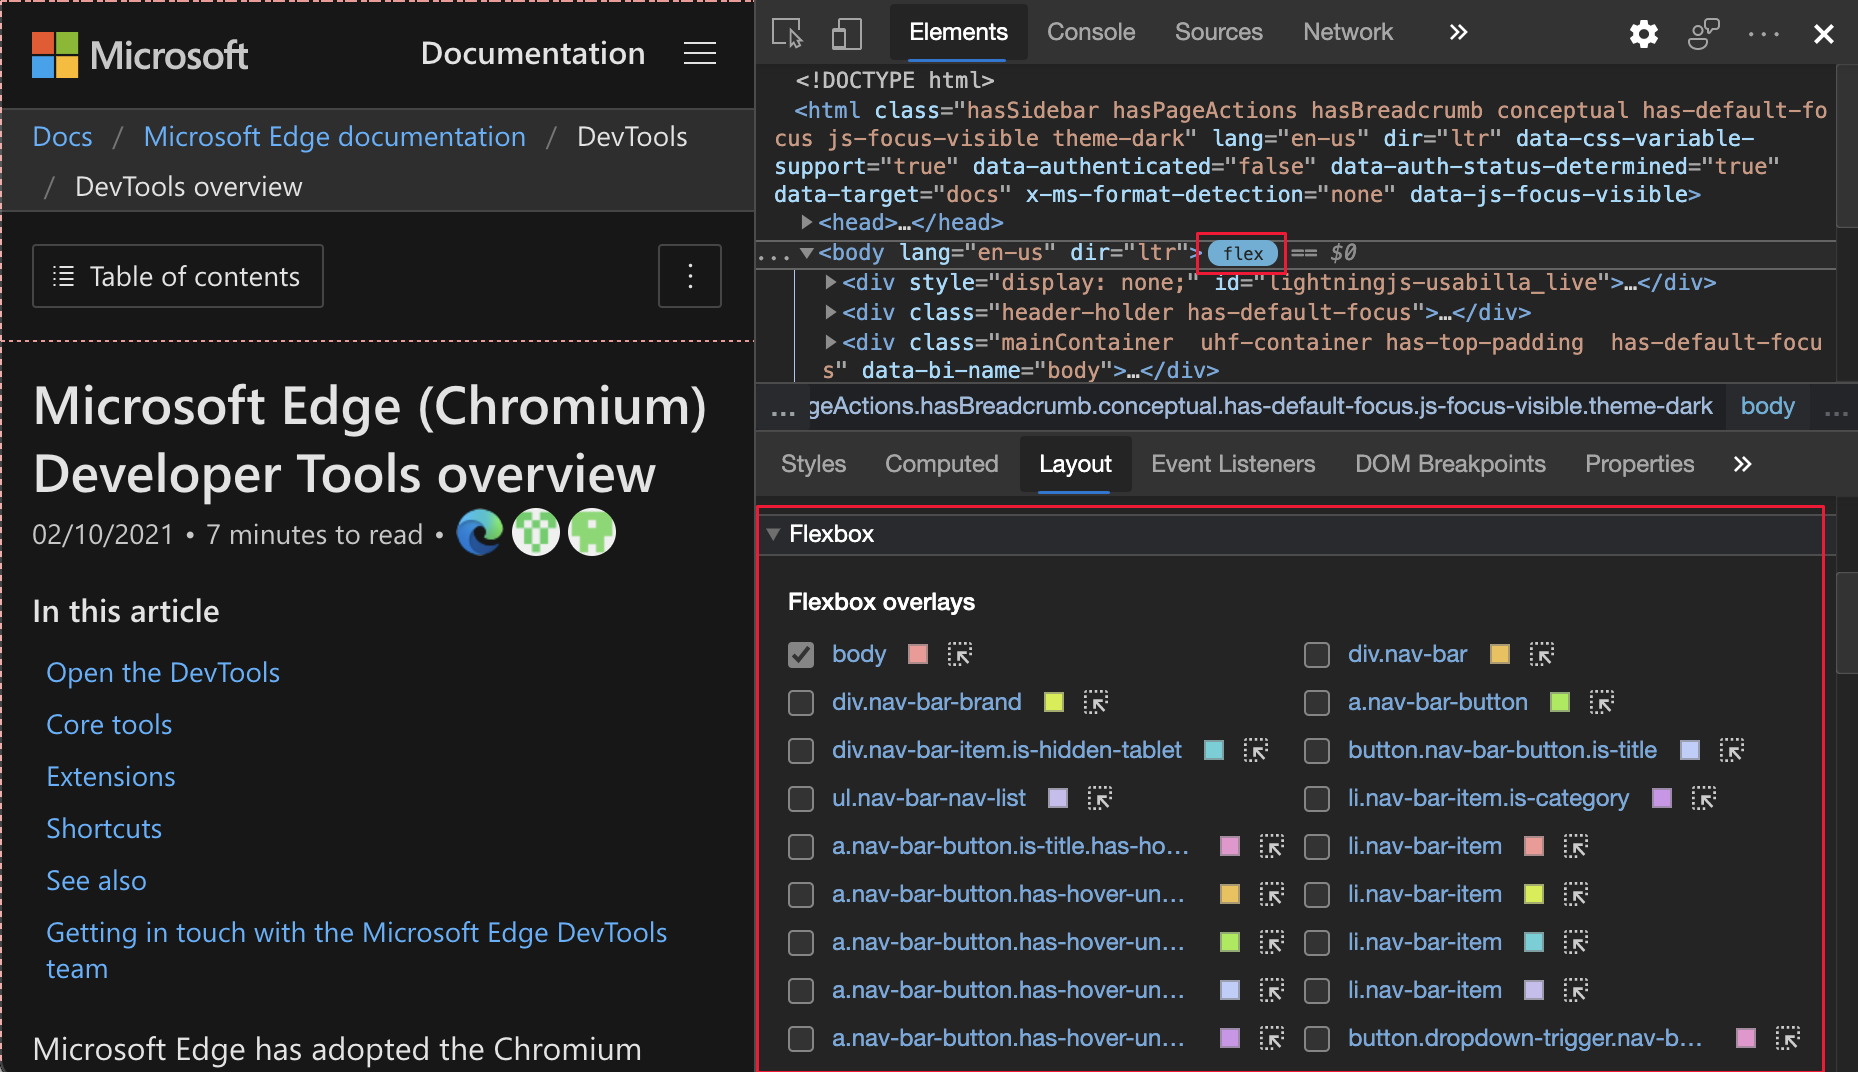 Microsoft
Documentation
Docs / Microsoft Edge documentation / DevTools
/ DevTools overview
Table of contents
Microsoft Edge (Chromium)
Developer Tools overview
02/10/2021 • 7 minutes to read •
In this article
Open the DevTools
Core tools
Extensions
Shortcuts
See also
Getting in touch with the Microsoft Edge DevTools
team
Microsoft Edge has adopted the Chromium
Elements Console Sources Network »
<!DOCTYPE html>
<html class="hasSidebar hasPageActions hasBreadcrumb conceptual has-default-fo
cus js-focus-visible theme-dark" lang="en-us" dir="ltr" data-css-variable-
support="true" data-authenticated="false" data-auth-status-determined="true"
data-target="docs" x-ms-format-detection="none" data-js-focus-visible>
<head>…</head>
...<body lang="en-us" dir="ltr"> flex == $0
<div style="display: none;" id="lightningjs-usabilla_live">…</div>
<div class="header-holder has-default-focus">…</div>
<div class="mainContainer  uhf-container has-top-padding  has-default-focu
s" data-bi-name="body">…</div>
... geActions.hasBreadcrumb.conceptual.has-default-focus.js-focus-visible.theme-dark body ...
Styles Computed Layout Event Listeners DOM Breakpoints Properties »
Flexbox
Flexbox overlays
body
div.nav-bar
div.nav-bar-brand
a.nav-bar-button
div.nav-bar-item.is-hidden-tablet
button.nav-bar-button.is-title
ul.nav-bar-nav-list
li.nav-bar-item.is-category
a.nav-bar-button.is-title.has-ho…
li.nav-bar-item
a.nav-bar-button.has-hover-un…
li.nav-bar-item
a.nav-bar-button.has-hover-un…
li.nav-bar-item
a.nav-bar-button.has-hover-un…
li.nav-bar-item
a.nav-bar-button.has-hover-un…
button.dropdown-trigger.nav-b…